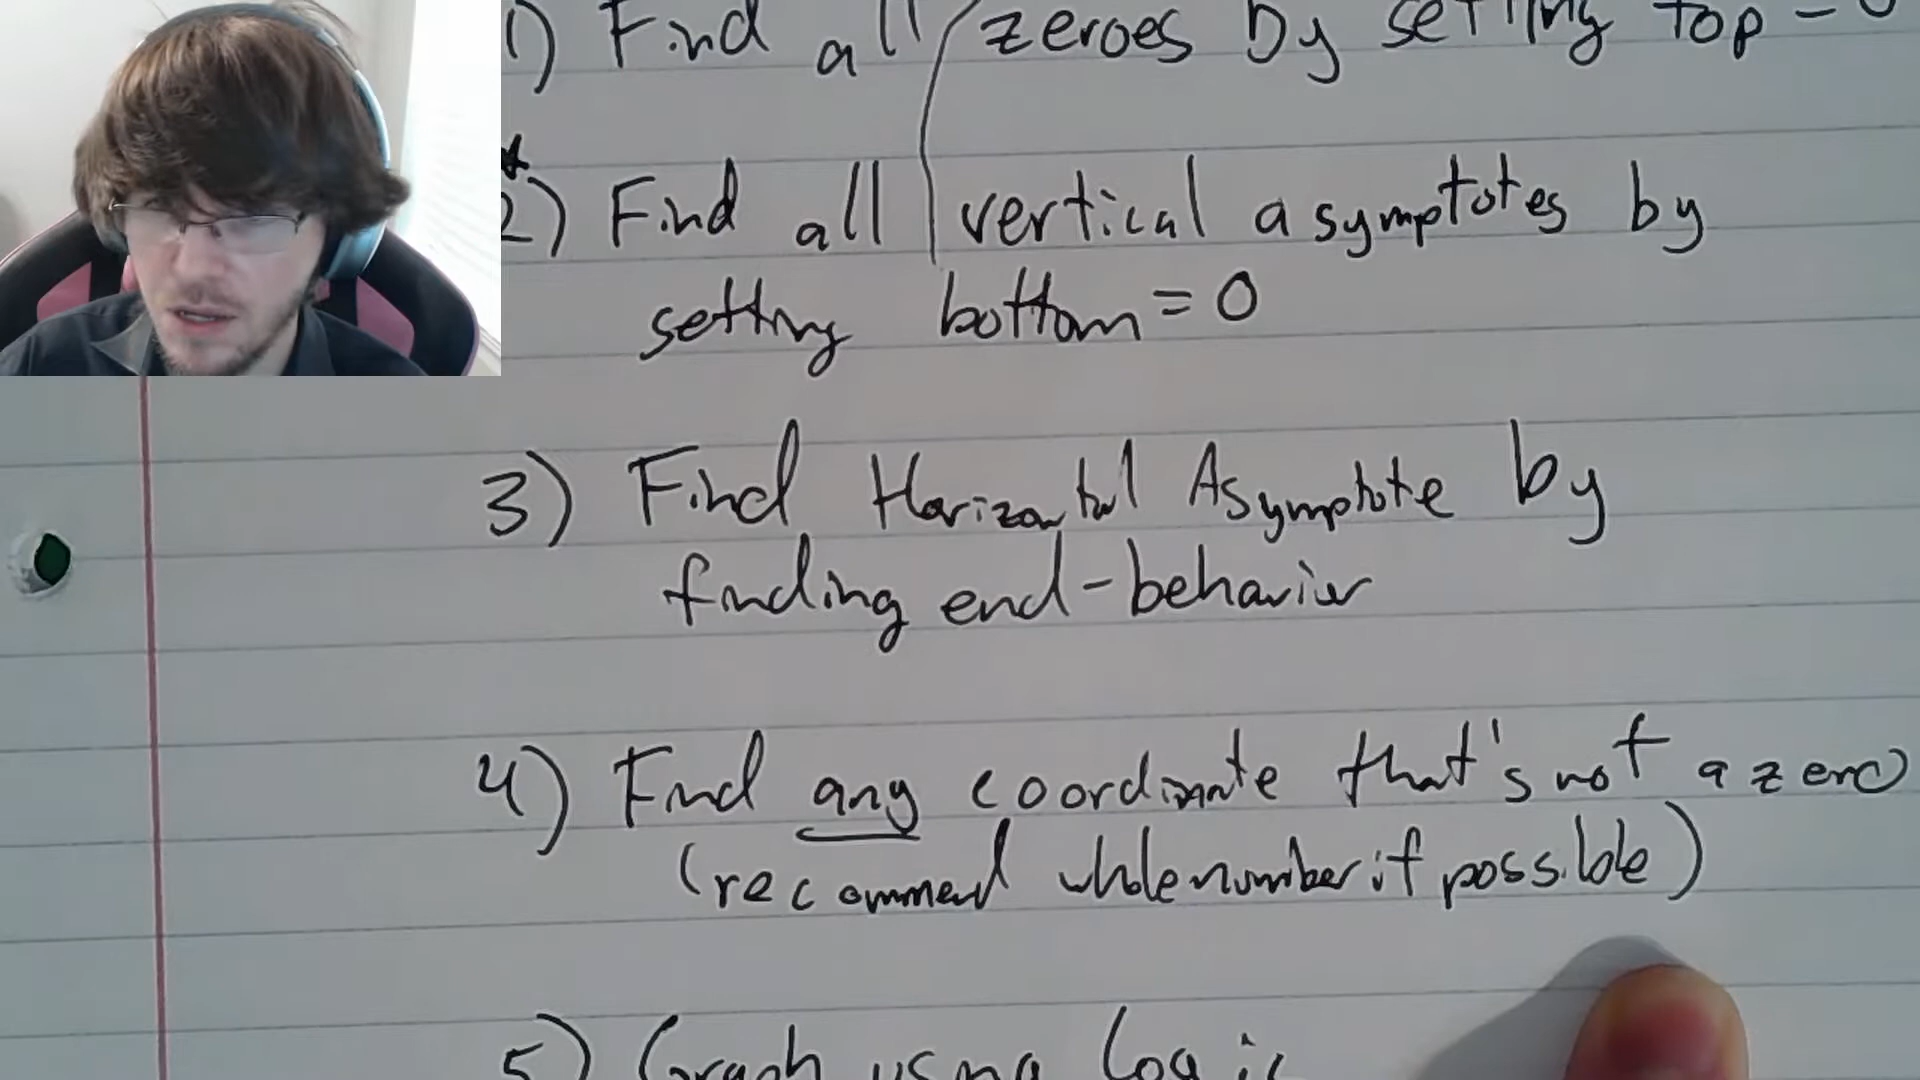 1) Find all zeroes by setting top = 0
2) Find all vertical asymptotes by
setting bottom = 0
3) Find Horizontal Asymptote by
finding end-behavior
4) Find any coordinate that's not a zero
(recommend whole number if possible)
5) Graph using Logic